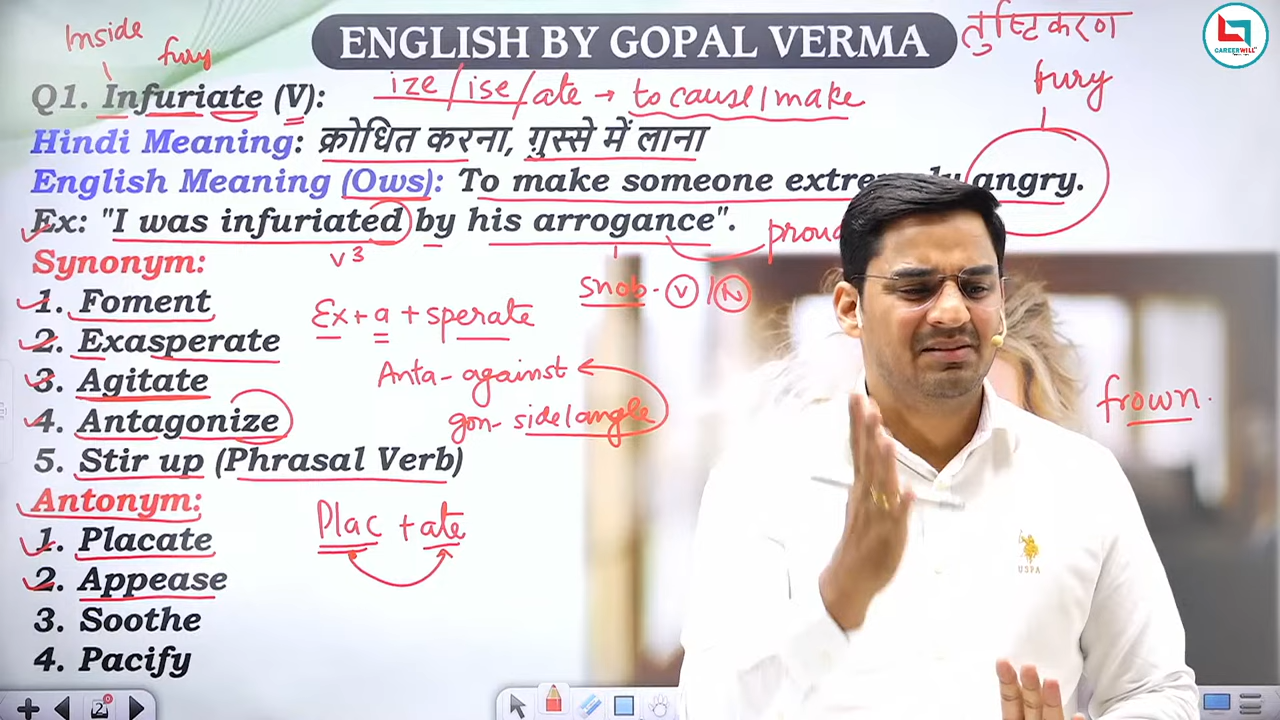 ENGLISH BY GOPAL VERMA
तुष्टिकरण
CAREERWILL
Inside
fury
Q1. Infuriate (V):
ize/ise/ate → to cause/make
fury
Hindi Meaning: क्रोधित करना, ग़ुस्से में लाना
English Meaning (Ows): To make someone extremely angry.
Ex: "I was infuriated by his arrogance".
v3
proud
snob - V / N
Synonym:
1. Foment
Ex + a + sperate
2. Exasperate
3. Agitate
Anta - against
4. Antagonize
gon - side/angle
frown.
5. Stir up (Phrasal Verb)
Antonym:
Plac + ate
1. Placate
2. Appease
3. Soothe
4. Pacify
USPA
2